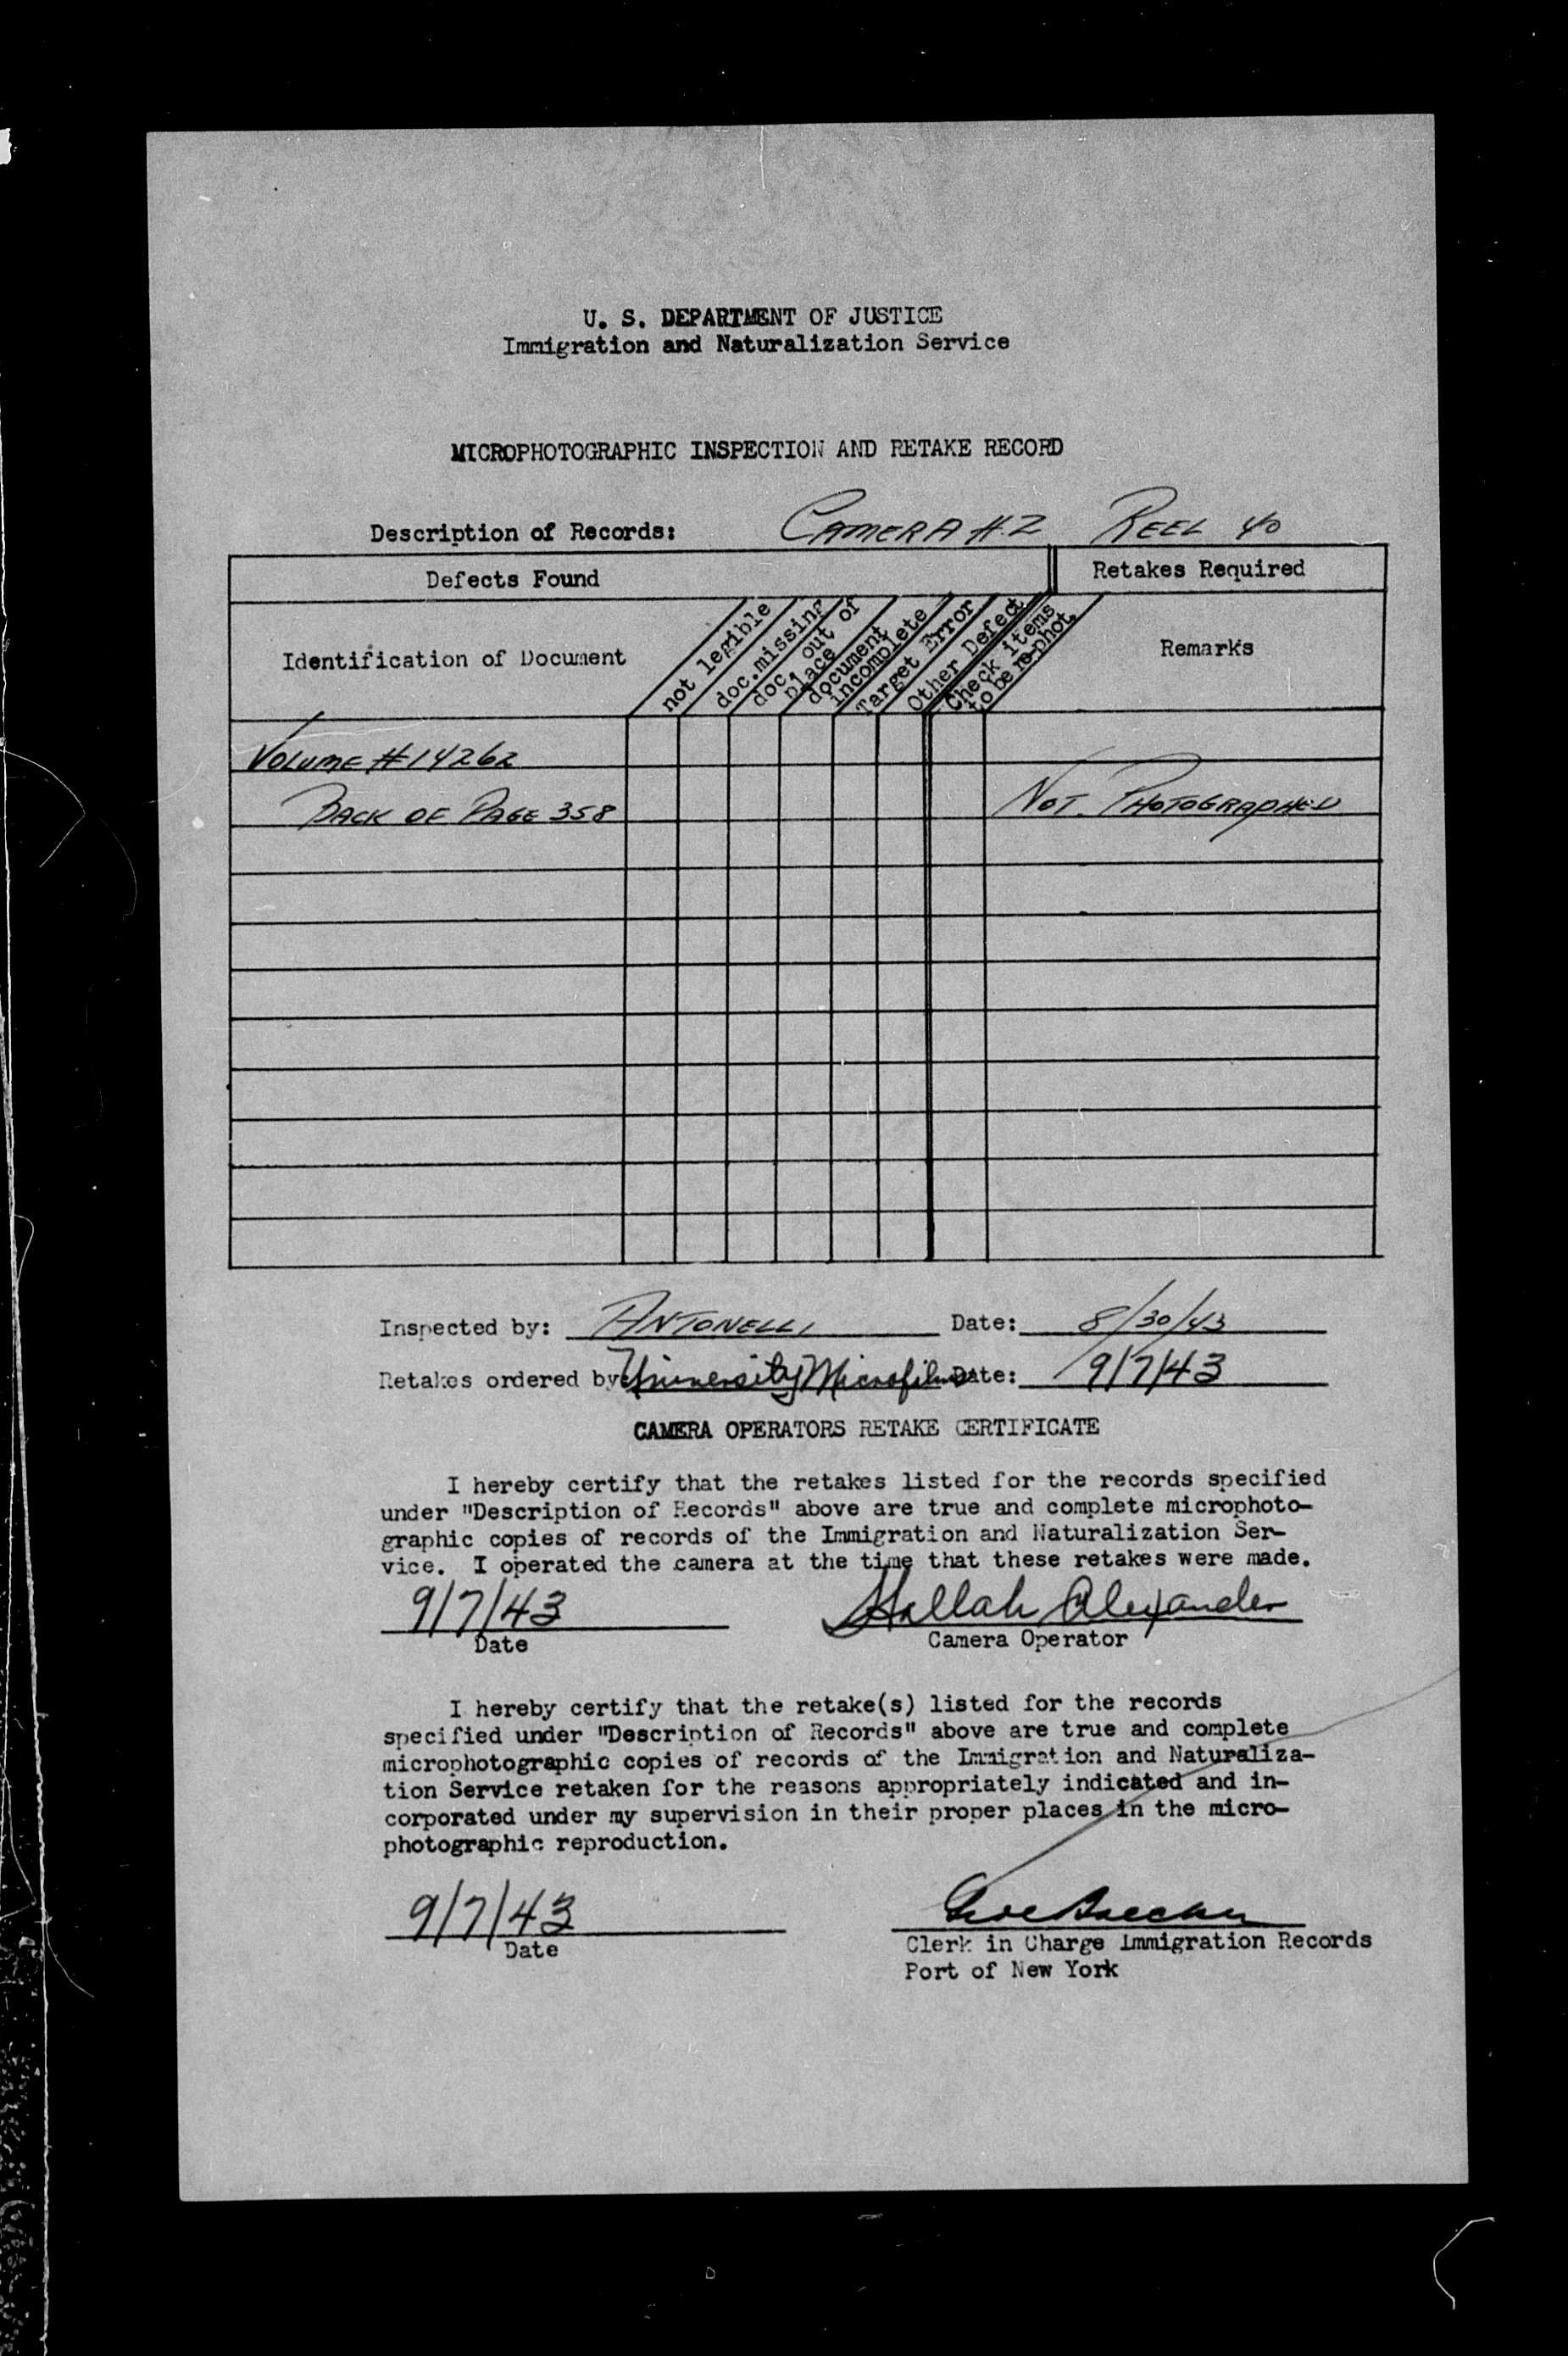 U. S. DEPARTMENT OF JUSTICE
Immigration and Naturalization Service
MICROPHOTOGRAPHIC INSPECTION AND RETAKE RECORD
Description of Records: CAMERA #2 REEL 40
Defects Found
Retakes Required
Identification of Document
not legible
doc. missing
doc. out of
place
document
incomplete
Target Error
Other Defect
Check items
to be re-phot.
Remarks
VOLUME #14262
BACK OF PAGE 358 NOT PHOTOGRAPHED
Inspected by: ANTONELLI Date: 8/30/43
Retakes ordered by: University Microfilms Date: 9/7/43
CAMERA OPERATORS RETAKE CERTIFICATE
I hereby certify that the retakes listed for the records specified
under "Description of Records" above are true and complete microphoto-
graphic copies of records of the Immigration and Naturalization Ser-
vice. I operated the camera at the time that these retakes were made.
9/7/43 Hallah Alexander
Date Camera Operator
I hereby certify that the retake(s) listed for the records
specified under "Description of Records" above are true and complete
microphotographic copies of records of the Immigration and Naturaliza-
tion Service retaken for the reasons appropriately indicated and in-
corporated under my supervision in their proper places in the micro-
photographic reproduction.
9/7/43
Date
Clerk in Charge Immigration Records
Port of New York